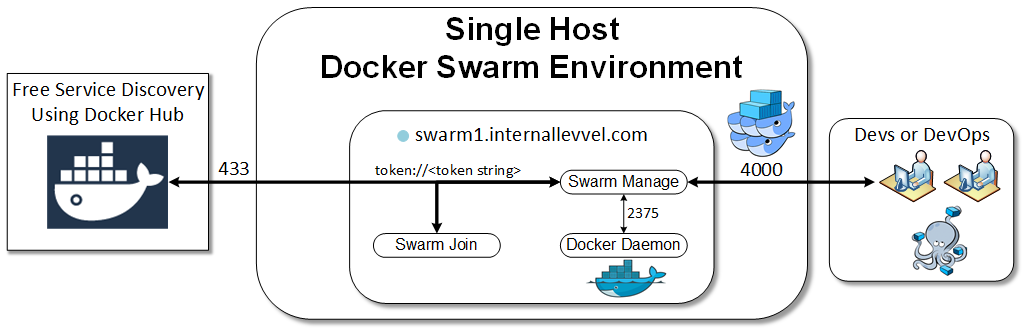 Single Host
Docker Swarm Environment
Free Service Discovery
Using Docker Hub
swarm1.internallevvel.com
Devs or DevOps
433
token://<token string>
Swarm Manage
4000
2375
Swarm Join
Docker Daemon